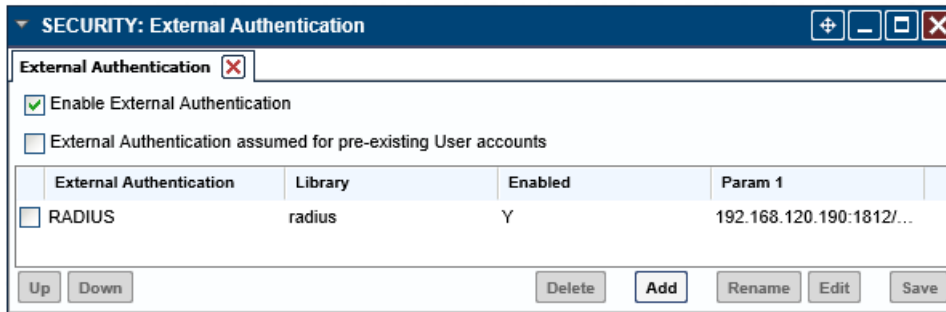 SECURITY: External Authentication
External Authentication
Enable External Authentication
External Authentication assumed for pre-existing User accounts
External Authentication Library Enabled Param 1
RADIUS radius Y 192.168.120.190:1812/...
Up Down Delete Add Rename Edit Save